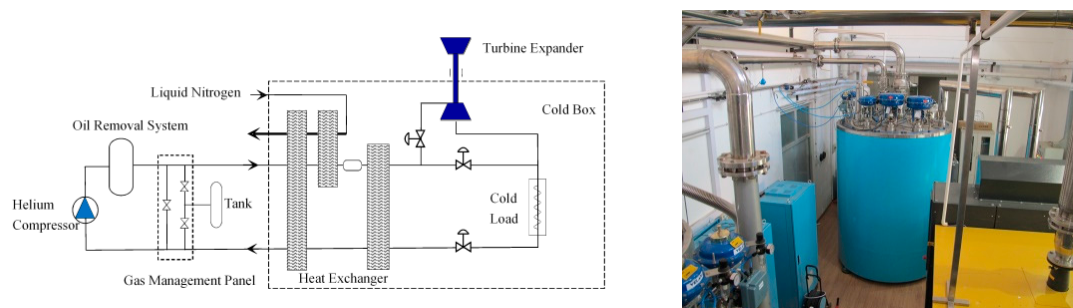 Turbine Expander
Liquid Nitrogen
Cold Box
Oil Removal System
Helium
Compressor
Tank
Cold
Load
Gas Management Panel
Heat Exchanger